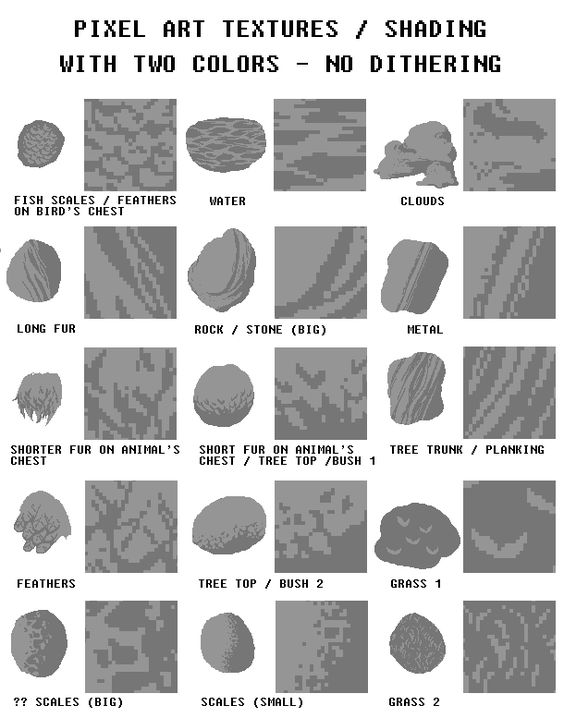 PIXEL ART TEXTURES / SHADING
WITH TWO COLORS - NO DITHERING
FISH SCALES / FEATHERS
ON BIRD'S CHEST
WATER
CLOUDS
LONG FUR
ROCK / STONE (BIG)
METAL
SHORTER FUR ON ANIMAL'S
CHEST
SHORT FUR ON ANIMAL'S
CHEST / TREE TOP /BUSH 1
TREE TRUNK / PLANKING
FEATHERS
TREE TOP / BUSH 2
GRASS 1
?? SCALES (BIG)
SCALES (SMALL)
GRASS 2